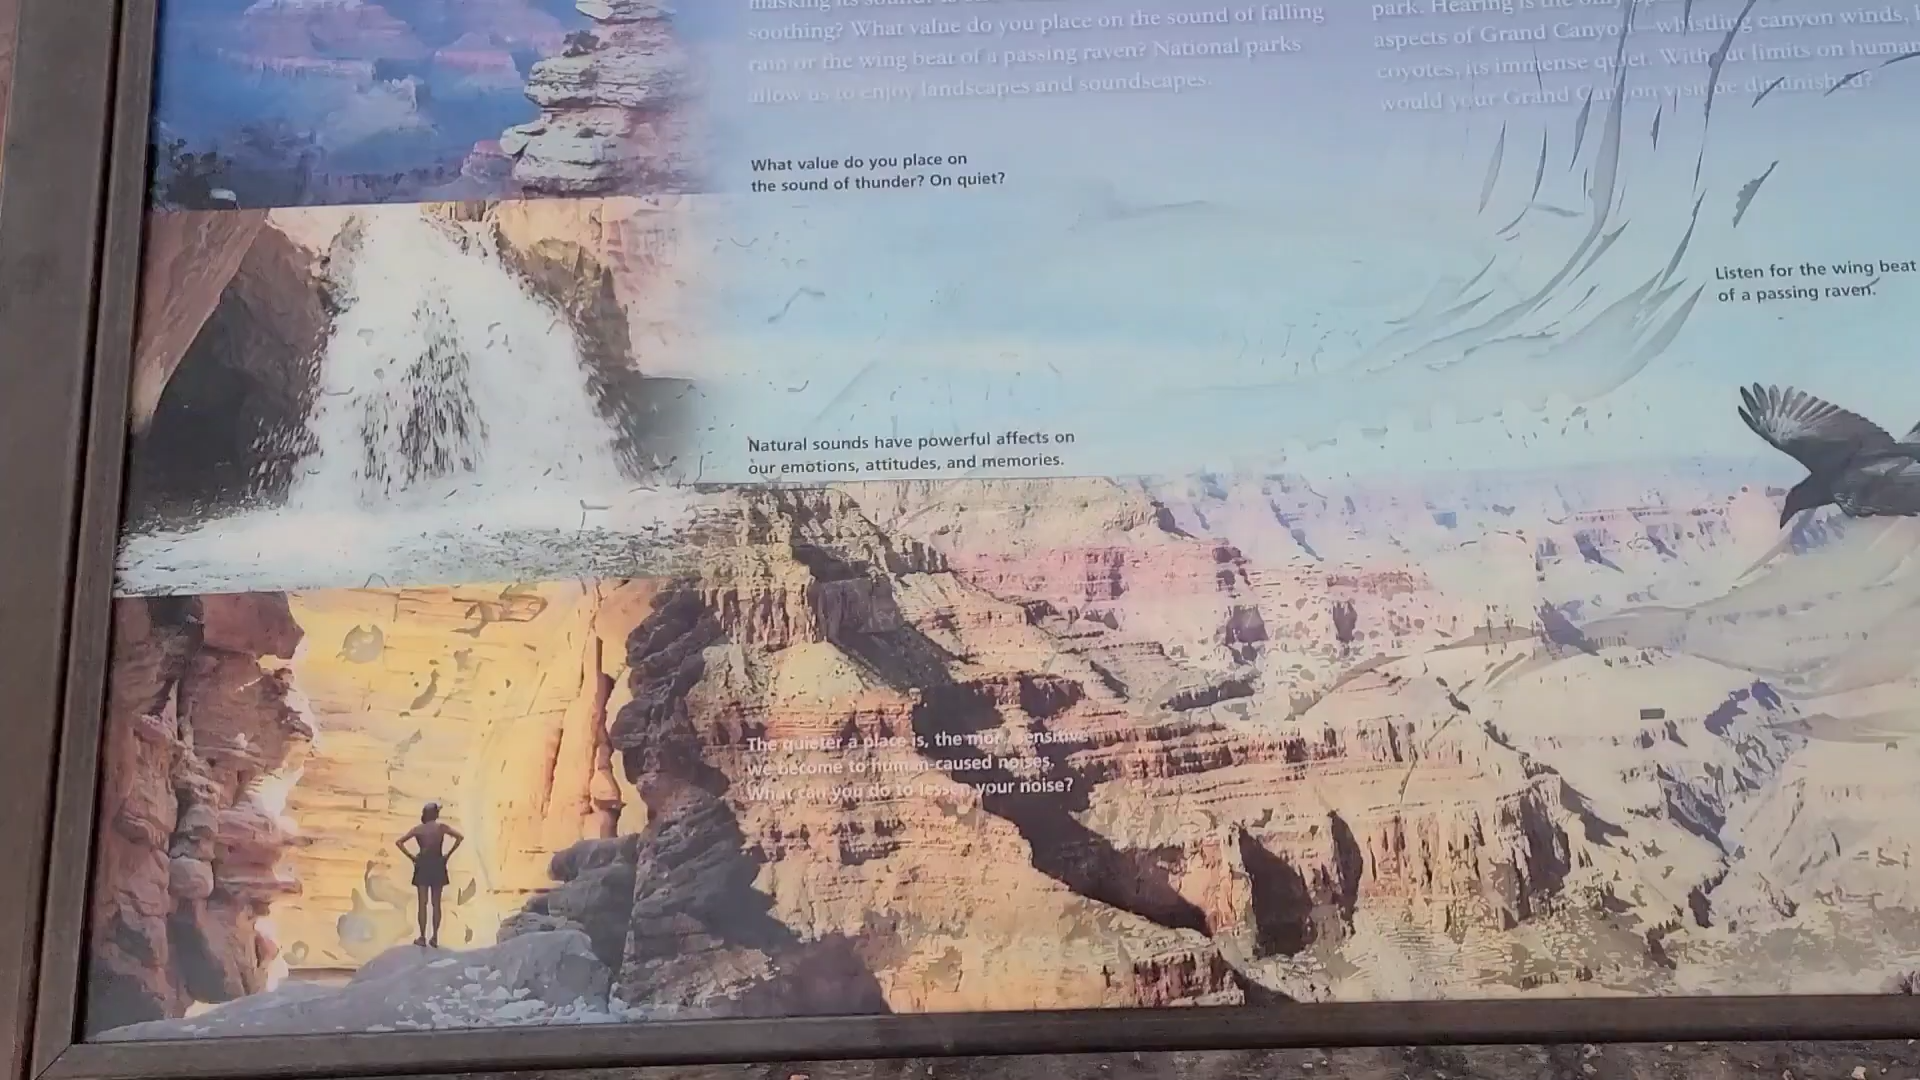 soothing? What value do you place on the sound of falling
rain or the wing beat of a passing raven? National parks
allow us to enjoy landscapes and soundscapes.
park. Hearing is the only
aspects of Grand Canyon—whistling canyon winds,
coyotes, its immense quiet. Without limits on human
would your Grand Canyon visit be diminished?
What value do you place on
the sound of thunder? On quiet?
Listen for the wing beat
of a passing raven.
Natural sounds have powerful affects on
our emotions, attitudes, and memories.
The quieter a place is, the more sensitive
we become to human-caused noises.
What can you do to lessen your noise?